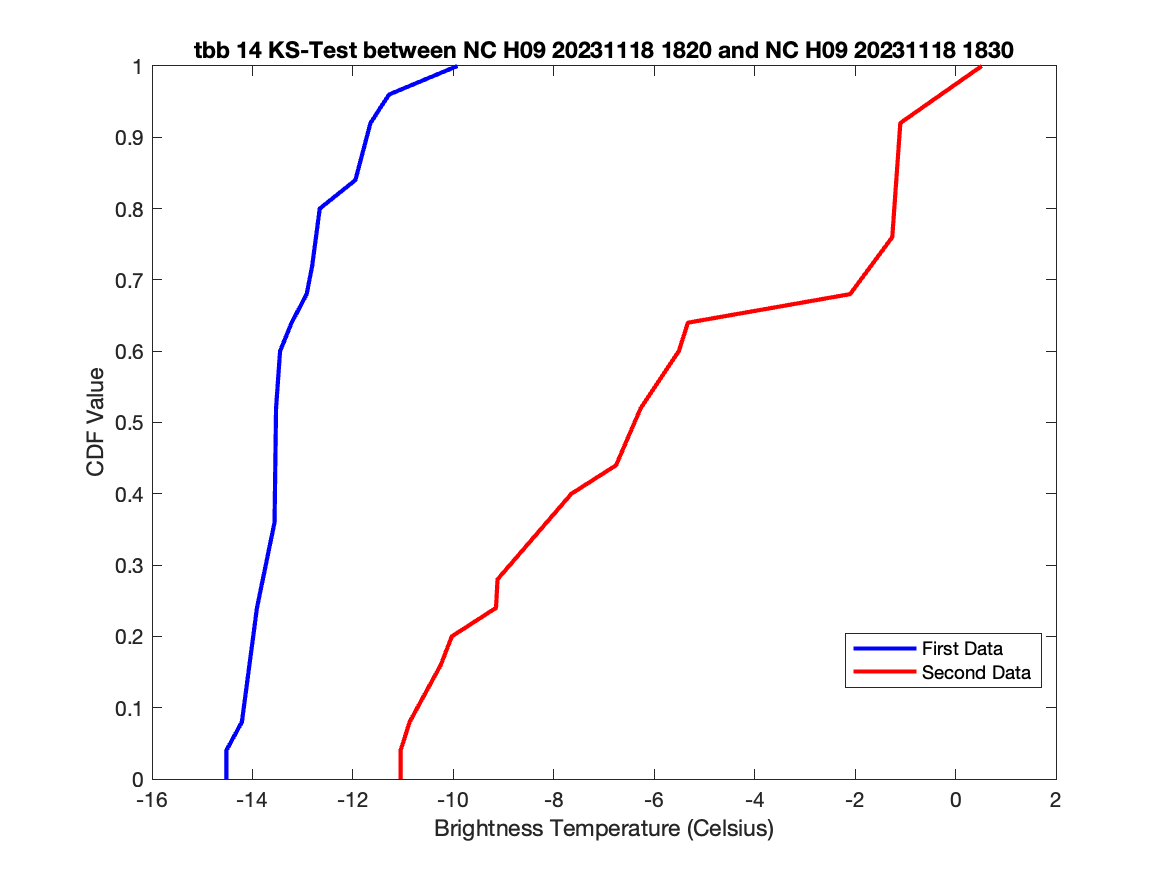 tbb 14 KS-Test between NC H09 20231118 1820 and NC H09 20231118 1830
1
0.9
0.8
0.7
0.6
0.5
0.4
0.3
0.2
0.1
0
CDF Value
First Data
Second Data
-16 -14 -12 -10 -8 -6 -4 -2 0 2
Brightness Temperature (Celsius)